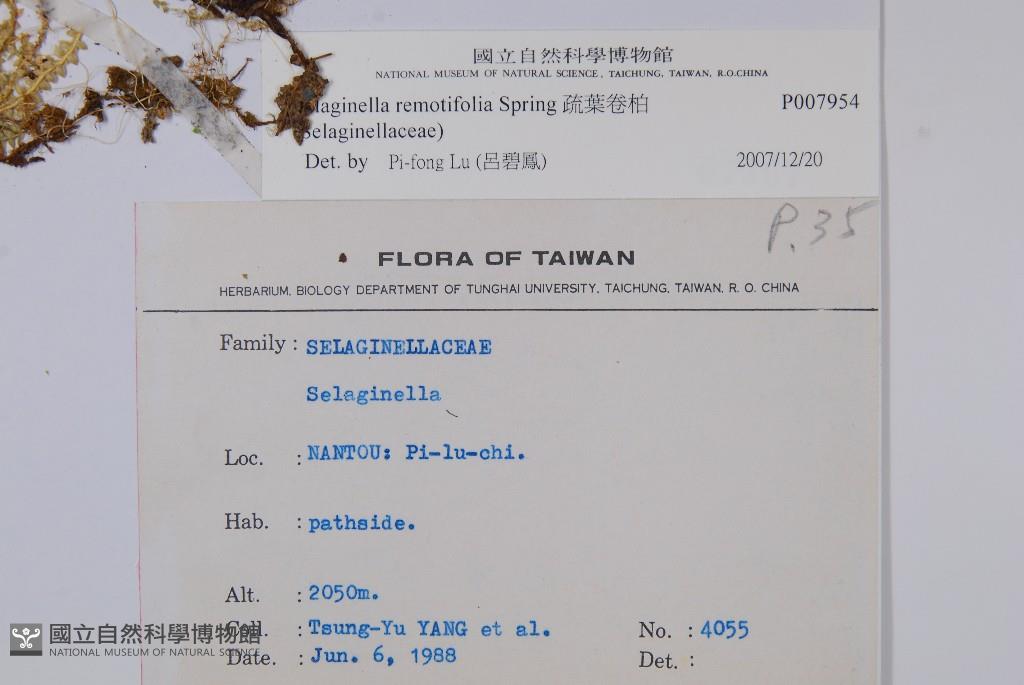 國立自然科學博物館
NATIONAL MUSEUM OF NATURAL SCIENCE, TAICHUNG, TAIWAN, R.O.CHINA
laginella remotifolia Spring 疏葉卷柏 P007954
selaginellaceae)
Det. by Pi-fong Lu (呂碧鳳) 2007/12/20
P. 35
FLORA OF TAIWAN
HERBARIUM, BIOLOGY DEPARTMENT OF TUNGHAI UNIVERSITY, TAICHUNG, TAIWAN, R. O. CHINA
Family : SELAGINELLACEAE
Selaginella
Loc. : NANTOU: Pi-lu-chi.
Hab. : pathside.
Alt. : 2050m.
Coll. : Tsung-Yu YANG et al. No. : 4055
Date. : Jun. 6, 1988 Det. :
國立自然科學博物館
NATIONAL MUSEUM OF NATURAL SCIENCE